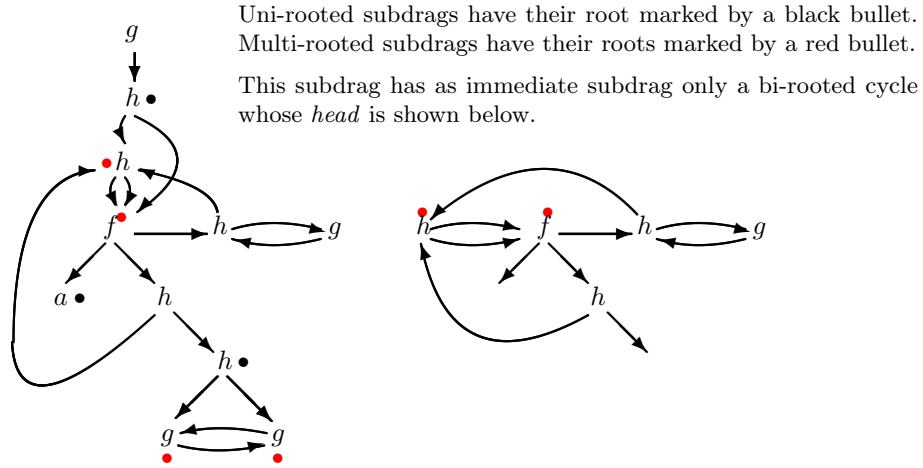 Uni-rooted subdrags have their root marked by a black bullet.
Multi-rooted subdrags have their roots marked by a red bullet.
This subdrag has as immediate subdrag only a bi-rooted cycle
whose head is shown below.
g
h
h
f h g
a h
h
g g
h f h g
h